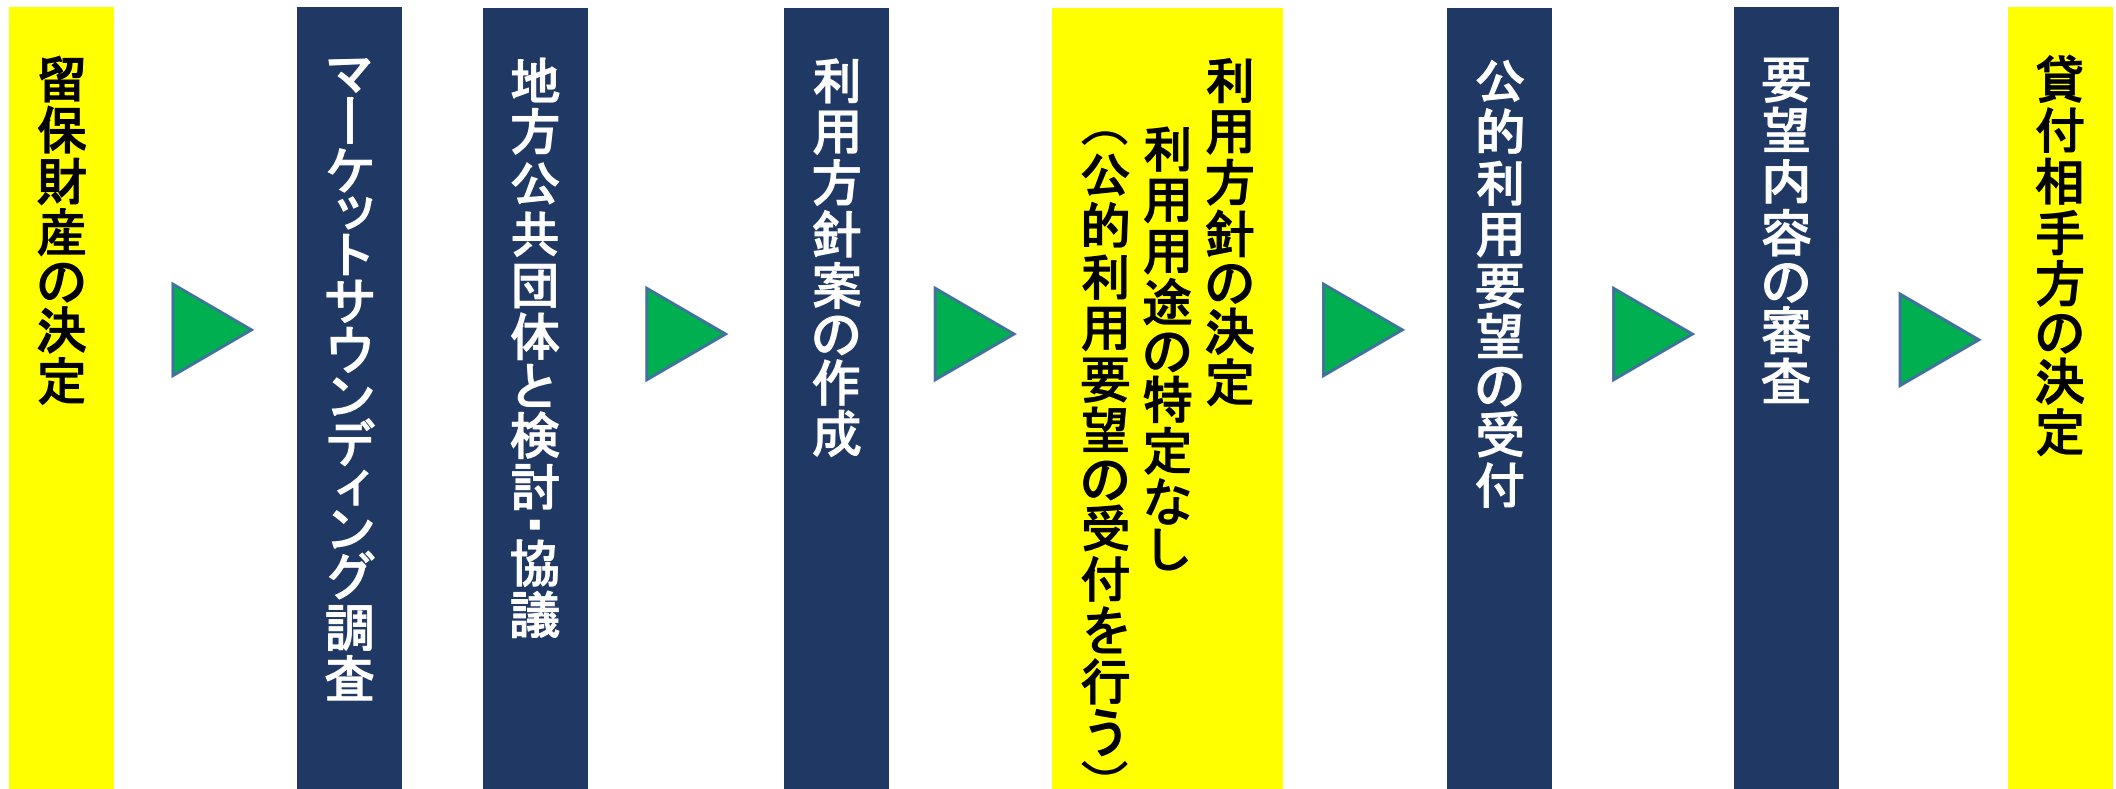 留保財産の決定
マーケットサウンディング調査
地方公共団体と検討・協議
利用方針案の作成
利用方針の決定
利用用途の特定なし
（公的利用要望の受付を行う）
公的利用要望の受付
要望内容の審査
貸付相手方の決定